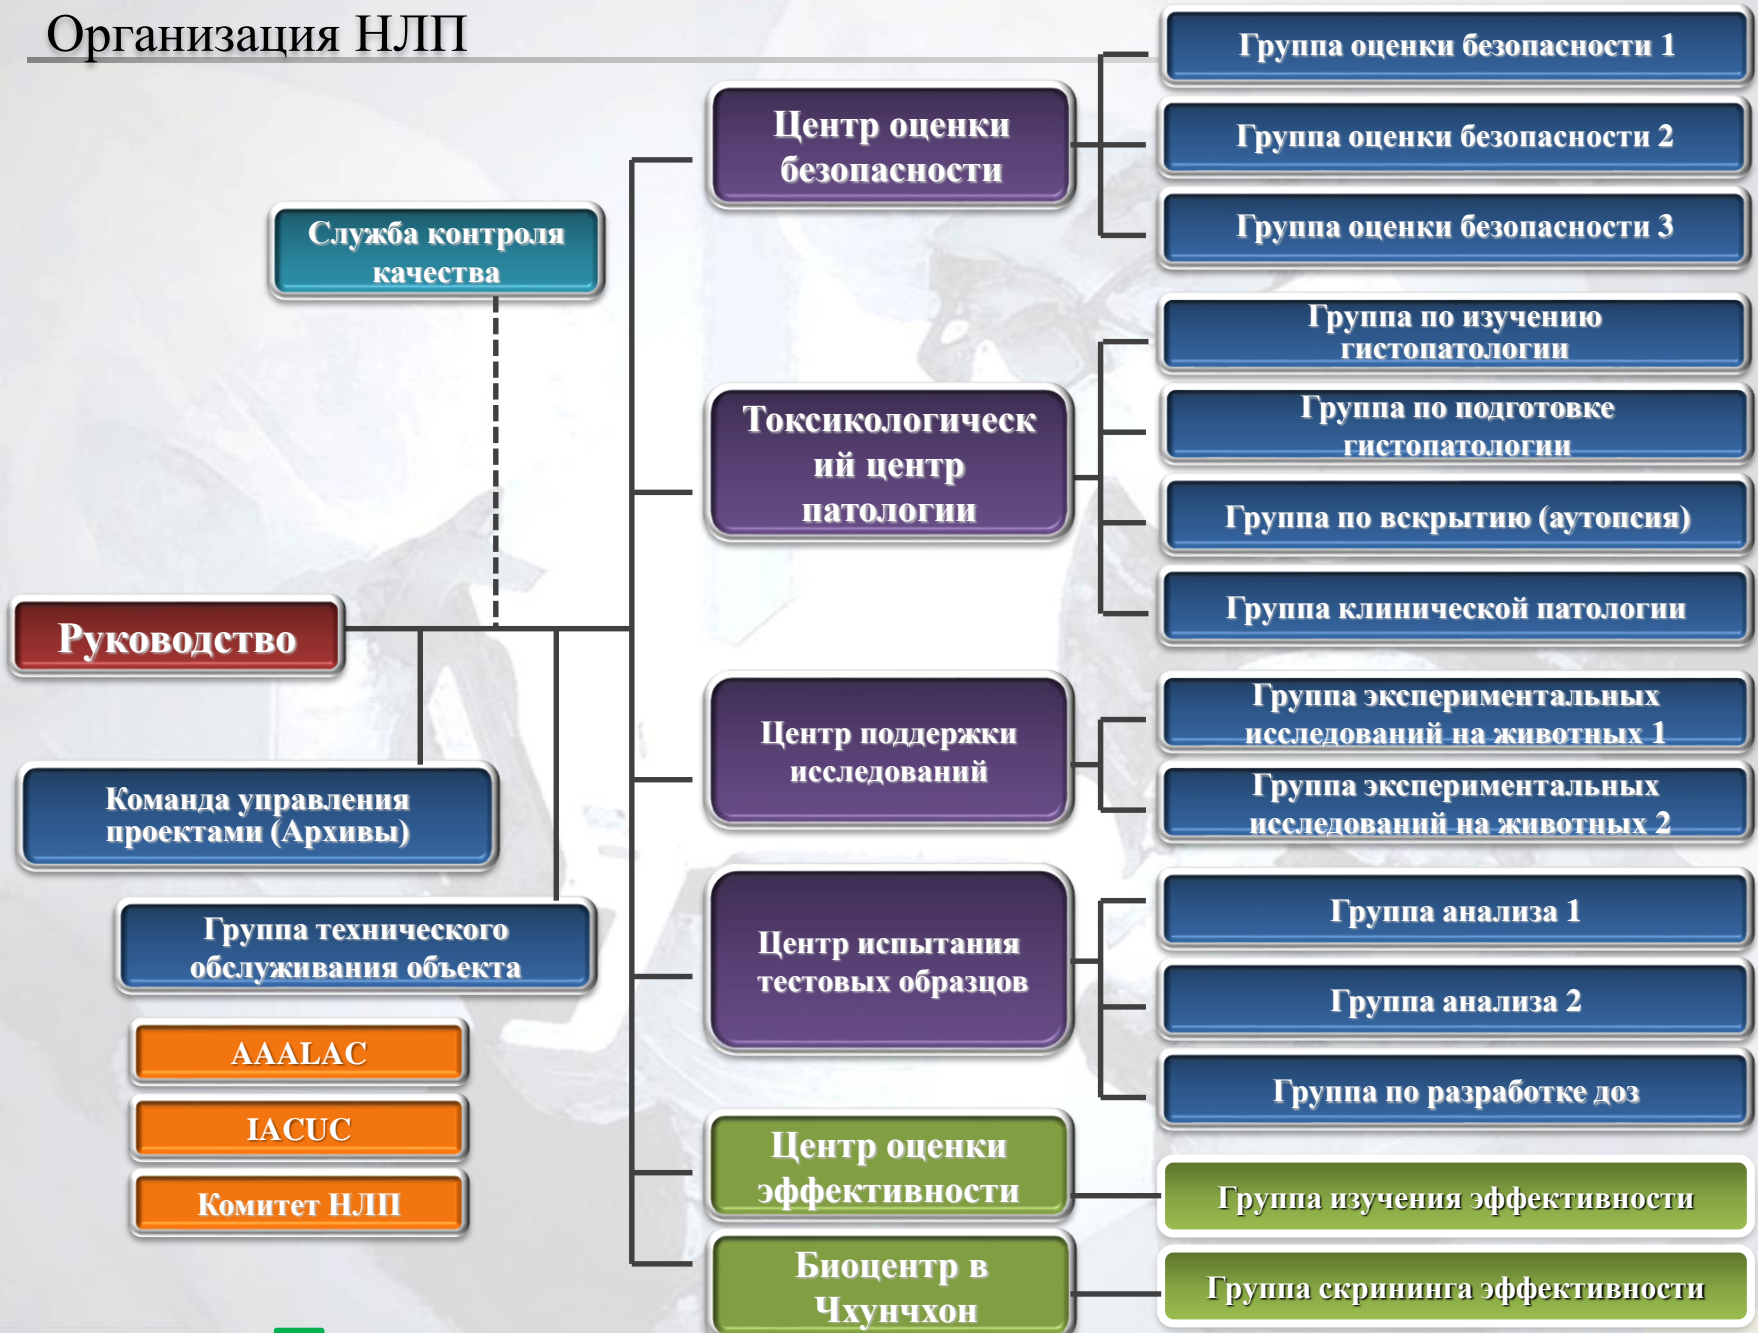 Организация НЛП
Служба контроля
качества
Руководство
Команда управления
проектами (Архивы)
Группа технического
обслуживания объекта
AAALAC
IACUC
Комитет НЛП
Центр оценки
безопасности
Группа оценки безопасности 1
Группа оценки безопасности 2
Группа оценки безопасности 3
Токсикологическ
ий центр
патологии
Группа по изучению
гистопатологии
Группа по подготовке
гистопатологии
Группа по вскрытию (аутопсия)
Группа клинической патологии
Центр поддержки
исследований
Группа экспериментальных
исследований на животных 1
Группа экспериментальных
исследований на животных 2
Центр испытания
тестовых образцов
Группа анализа 1
Группа анализа 2
Группа по разработке доз
Центр оценки
эффективности
Группа изучения эффективности
Биоцентр в
Чхунчхон
Группа скрининга эффективности